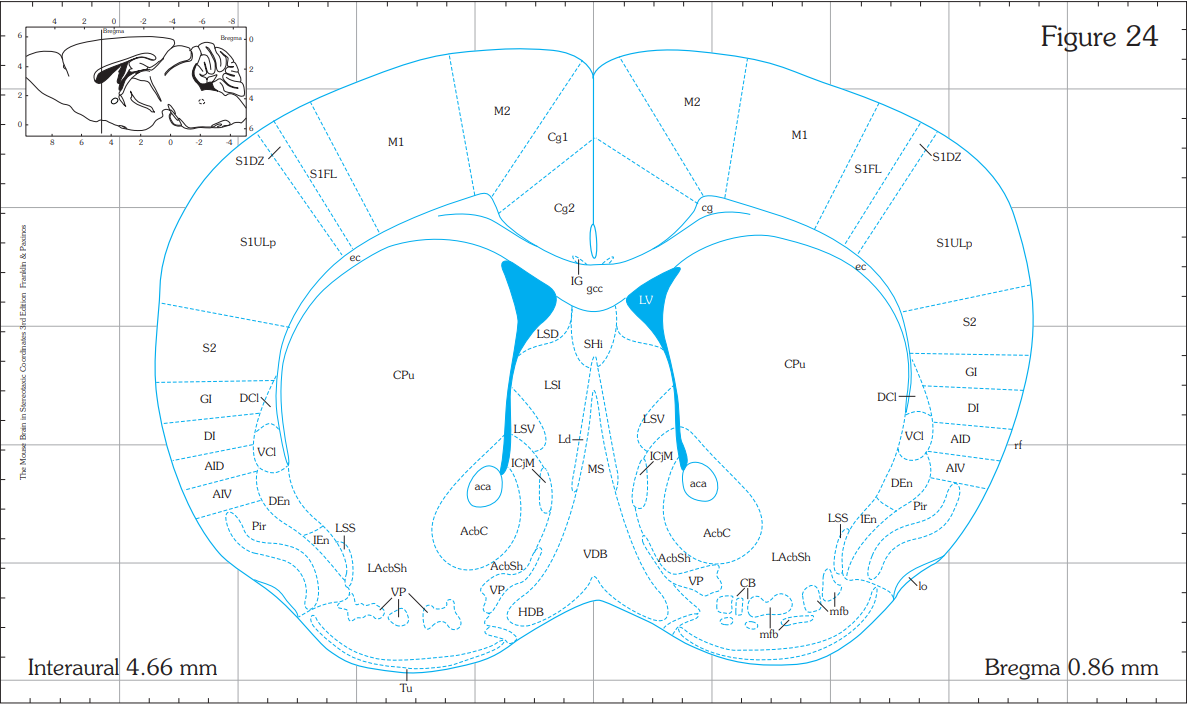 Figure 24
4 2 0 -2 -4 -6 -8
Bregma
Bregma
0
6
4
2
0
2
4
6
8 6 4 2 0 -2 -4
The Mouse Brain in Stereotaxic Coordinates 3rd Edition Franklin & Paxinos
M2
M2
Cg1
M1
M1
S1DZ
S1DZ
S1FL
S1FL
Cg2
cg
S1ULp
S1ULp
ec
ec
IG
gcc
LV
S2
S2
LSD
SHi
CPu
CPu
LSI
GI
GI
DCl
DCl
DI
DI
LSV
LSV
Ld
VCl
VCl
AID
AID
rf
ICjM
ICjM
MS
AIV
AIV
aca
aca
DEn
DEn
Pir
Pir
LSS
LSS
IEn
IEn
AcbC
AcbC
VDB
LAcbSh
LAcbSh
AcbSh
AcbSh
VP
VP
VP
CB
lo
HDB
mfb
mfb
Tu
Interaural 4.66 mm
Bregma 0.86 mm